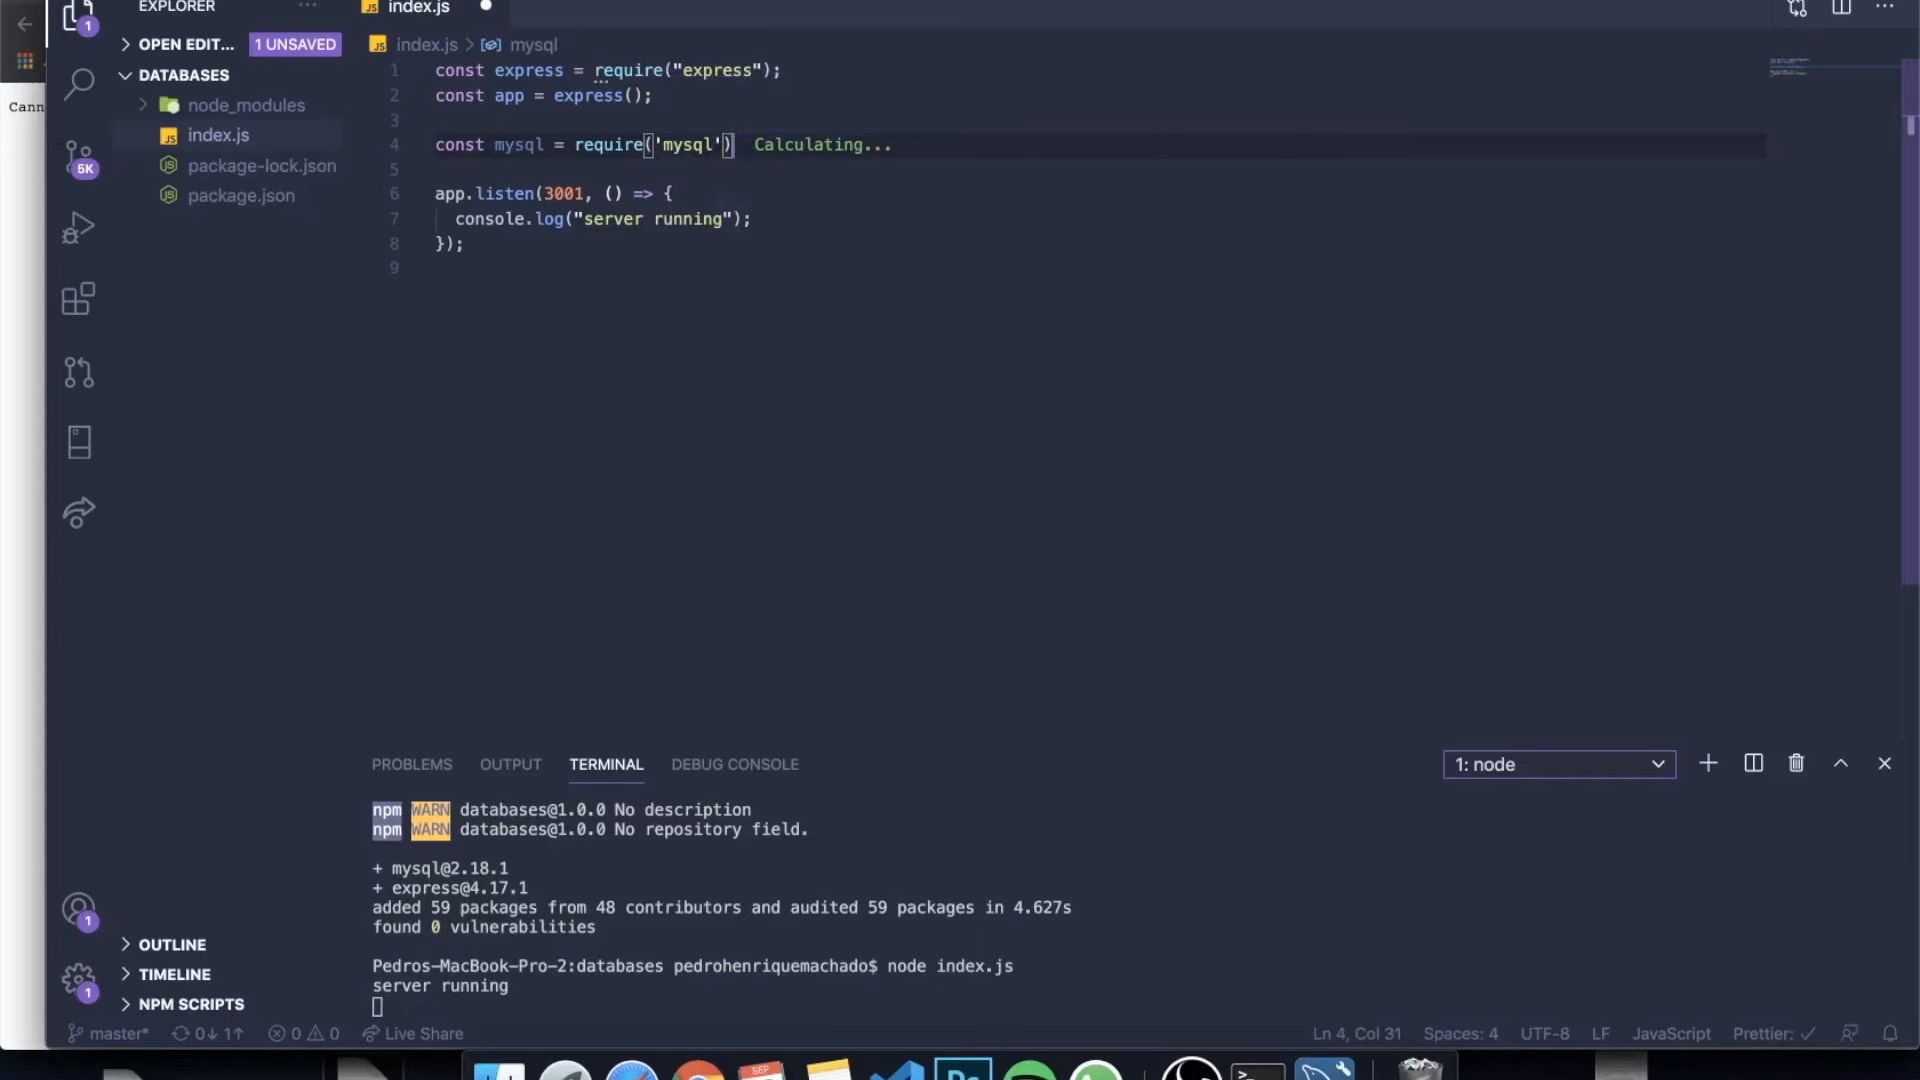 EXPLORER
index.js
OPEN EDIT... 1 UNSAVED
index.js > mysql
DATABASES
1 const express = require("express");
2 const app = express();
3
4 const mysql = require('mysql') Calculating...
5
6 app.listen(3001, () => {
7 console.log("server running");
8 });
9
Cann
node_modules
index.js
package-lock.json
package.json
1
5K
PROBLEMS OUTPUT TERMINAL DEBUG CONSOLE
1: node
npm WARN databases@1.0.0 No description
npm WARN databases@1.0.0 No repository field.
+ mysql@2.18.1
+ express@4.17.1
added 59 packages from 48 contributors and audited 59 packages in 4.627s
found 0 vulnerabilities
Pedros-MacBook-Pro-2:databases pedrohenriquemachado$ node index.js
server running
1
OUTLINE
TIMELINE
1
NPM SCRIPTS
master* 0↓ 1↑ 0 0 Live Share
Ln 4, Col 31 Spaces: 4 UTF-8 LF JavaScript Prettier: ✓
SEP